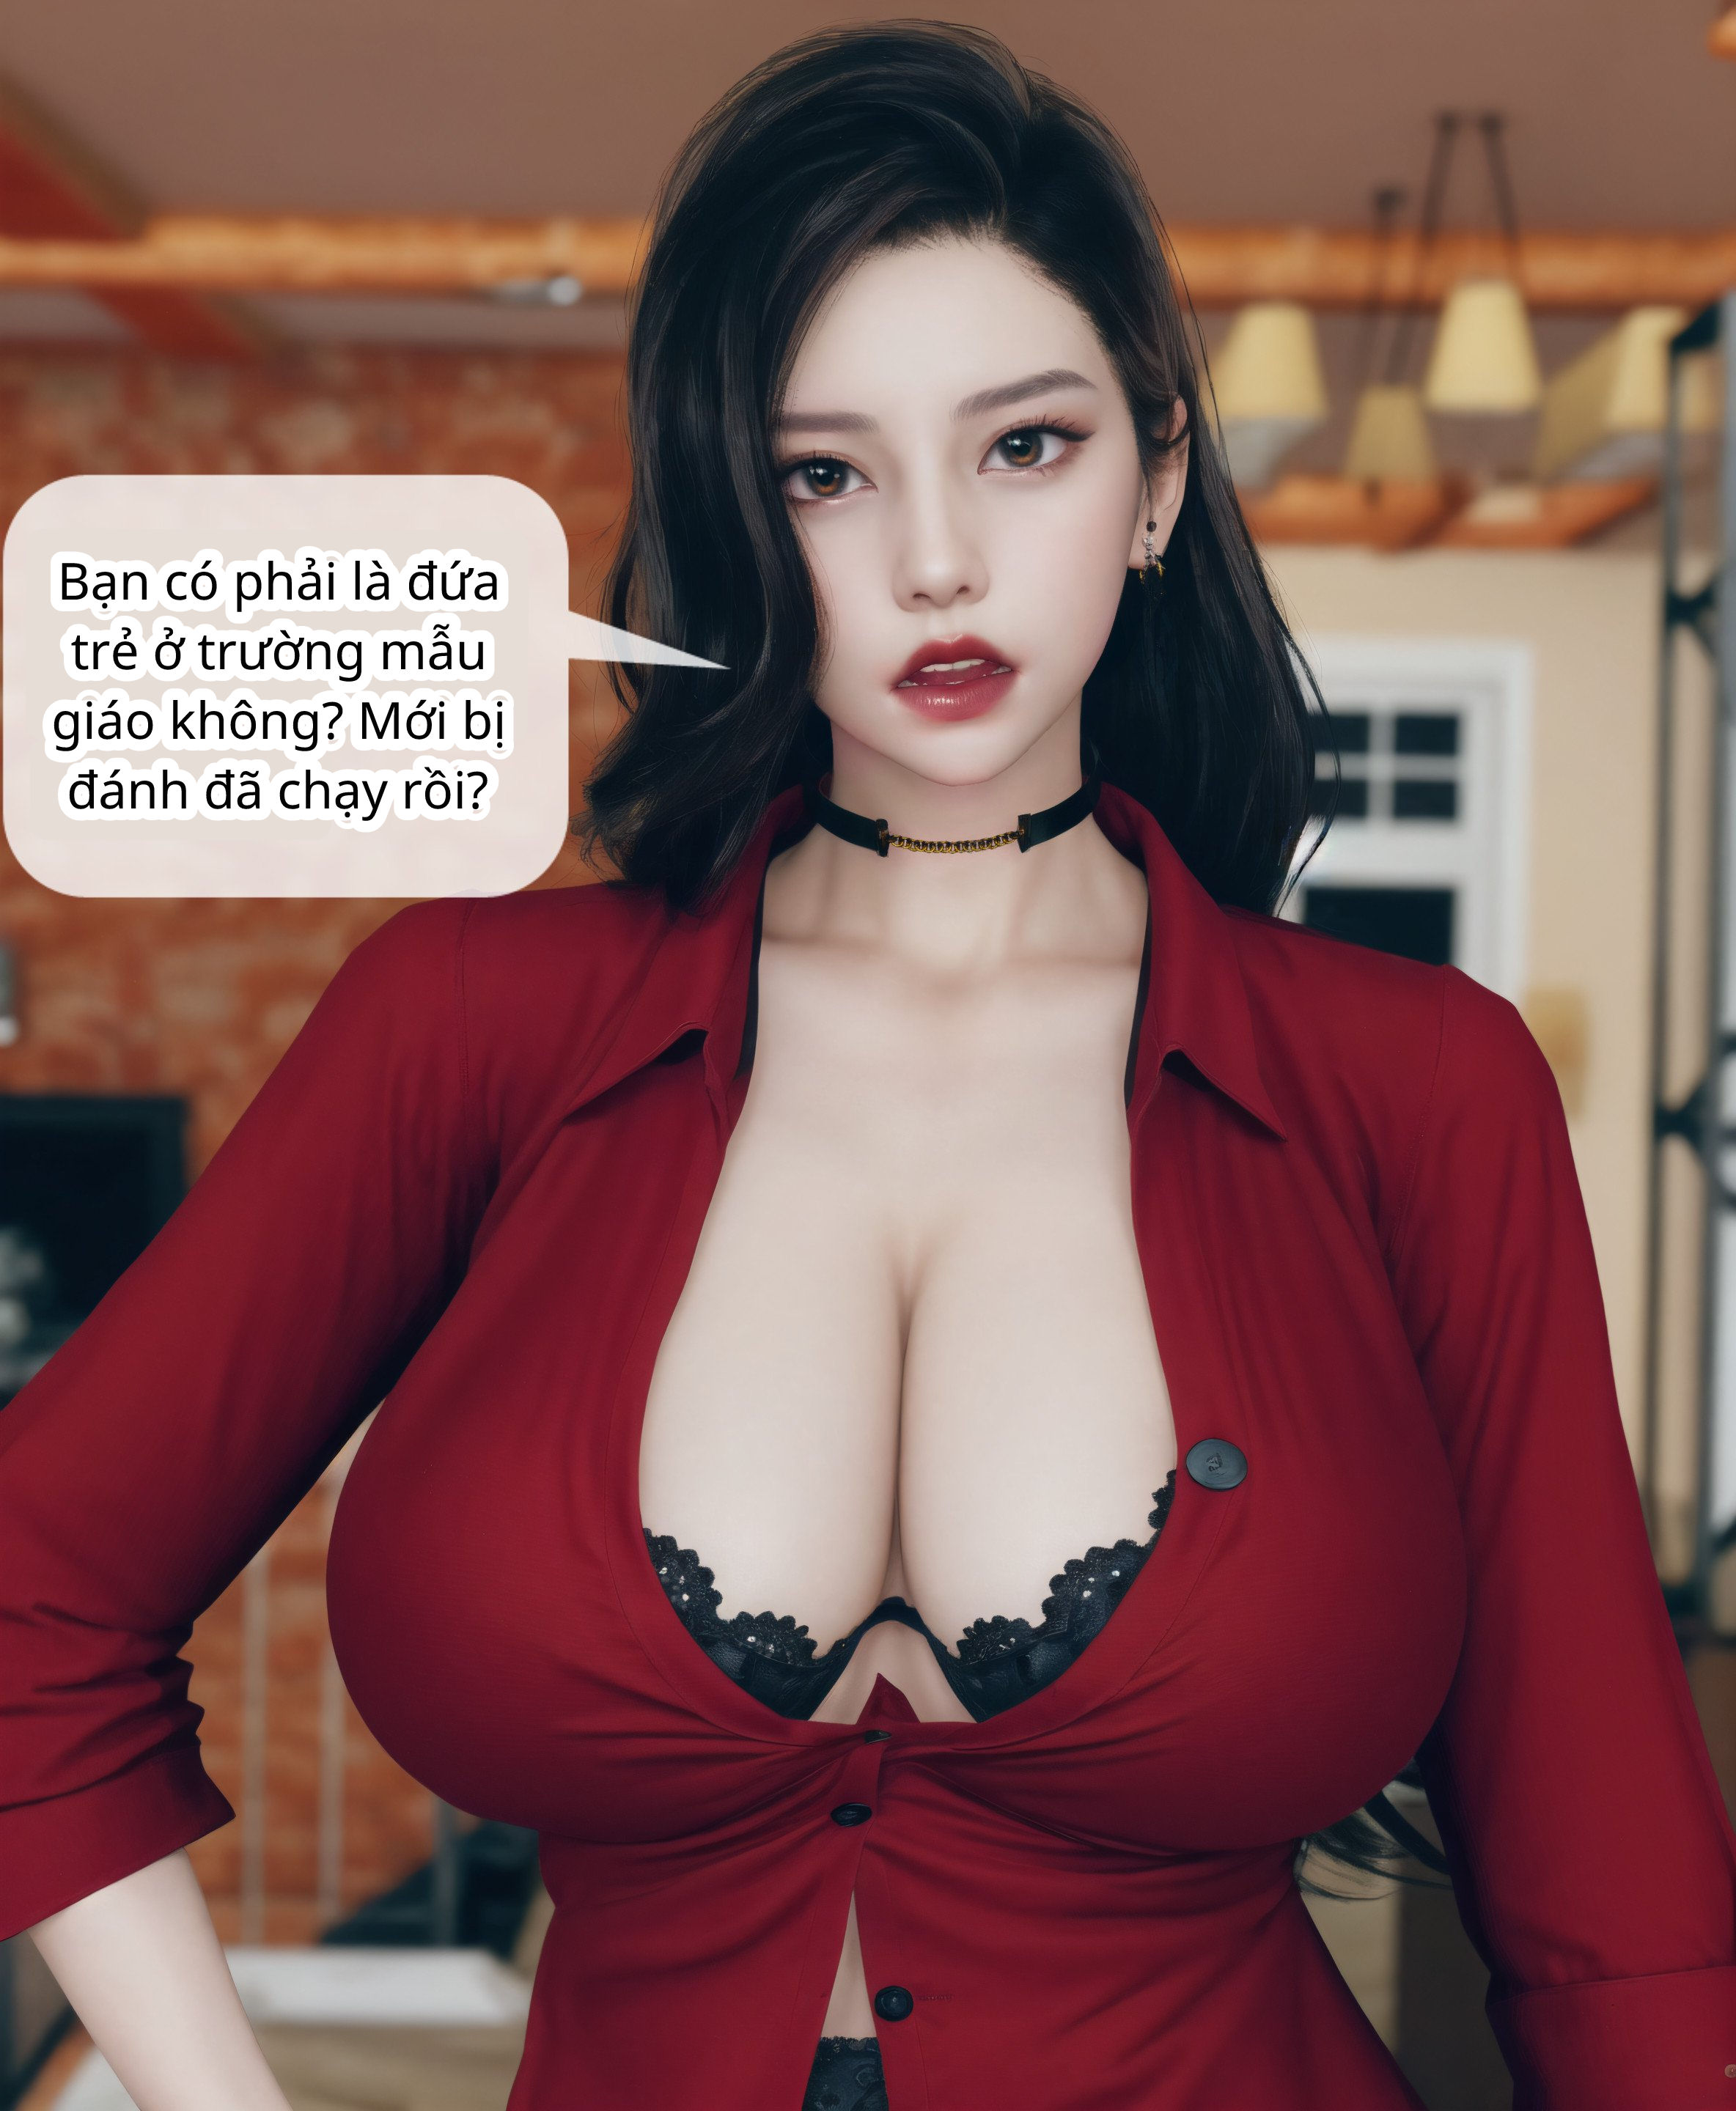 Bạn có phải là đứa
trẻ ở trường mẫu
giáo không? Mới bị
đánh đã chạy rồi?